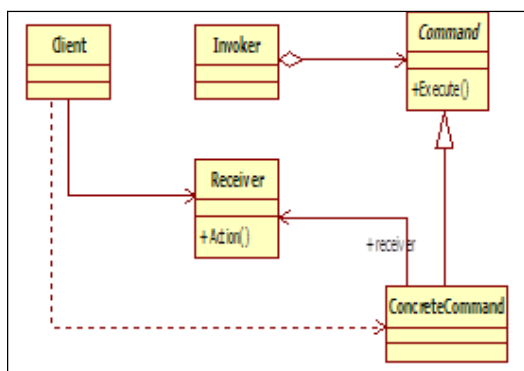 Client
Invoker
Command
+Execute()
Receiver
+Action()
+receiver
ConcreteCommand